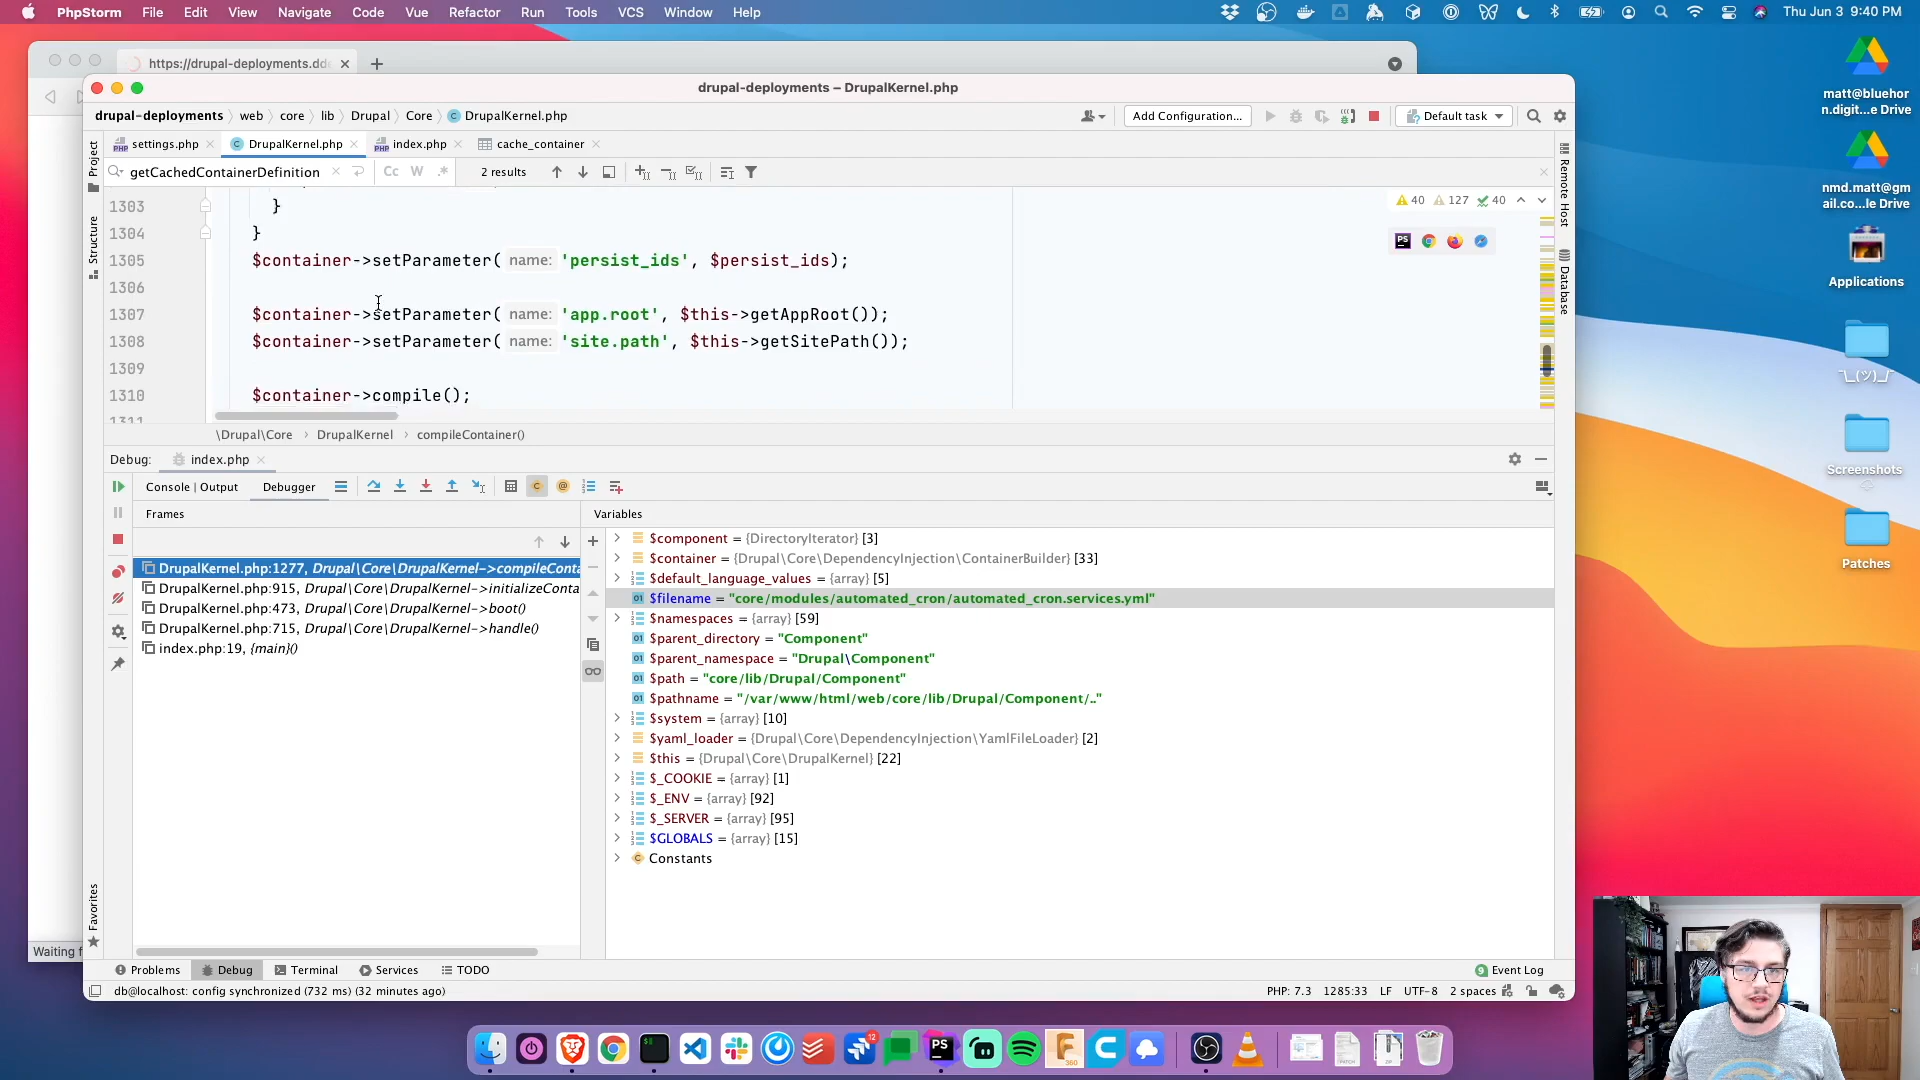 PhpStorm File Edit View Navigate Code Vue Refactor Run Tools VCS Window Help
Thu Jun 3 9:40 PM
https://drupal-deployments.dd
drupal-deployments – DrupalKernel.php
drupal-deployments web core lib Drupal Core DrupalKernel.php
Add Configuration... Default task
settings.php DrupalKernel.php index.php cache_container
getCachedContainerDefinition Cc W .* 2 results
40 127 40
1303 }
1304 }
1305 $container->setParameter( name: 'persist_ids', $persist_ids);
1306
1307 $container->setParameter( name: 'app.root', $this->getAppRoot());
1308 $container->setParameter( name: 'site.path', $this->getSitePath());
1309
1310 $container->compile();
1311
\Drupal\Core DrupalKernel compileContainer()
Debug: index.php
Console | Output Debugger
Frames
Variables
DrupalKernel.php:1277, Drupal\Core\DrupalKernel->compileConta
DrupalKernel.php:915, Drupal\Core\DrupalKernel->initializeConta
DrupalKernel.php:473, Drupal\Core\DrupalKernel->boot()
DrupalKernel.php:715, Drupal\Core\DrupalKernel->handle()
index.php:19, {main}()
$component = {DirectoryIterator} [3]
$container = {Drupal\Core\DependencyInjection\ContainerBuilder} [33]
$default_language_values = {array} [5]
$filename = "core/modules/automated_cron/automated_cron.services.yml"
$namespaces = {array} [59]
$parent_directory = "Component"
$parent_namespace = "Drupal\Component"
$path = "core/lib/Drupal/Component"
$pathname = "/var/www/html/web/core/lib/Drupal/Component/.."
$system = {array} [10]
$yaml_loader = {Drupal\Core\DependencyInjection\YamlFileLoader} [2]
$this = {Drupal\Core\DrupalKernel} [22]
$_COOKIE = {array} [1]
$_ENV = {array} [92]
$_SERVER = {array} [95]
$GLOBALS = {array} [15]
Constants
Project
Structure
Favorites
Remote Host
Database
Waiting f
Problems Debug Terminal Services TODO
9 Event Log
db@localhost: config synchronized (732 ms) (32 minutes ago)
PHP: 7.3 1285:33 LF UTF-8 2 spaces
matt@bluehor
n.digit...e Drive
nmd.matt@gm
ail.co...le Drive
Applications
¯\_(ツ)_/¯
Screenshots
Patches
PS
12
360